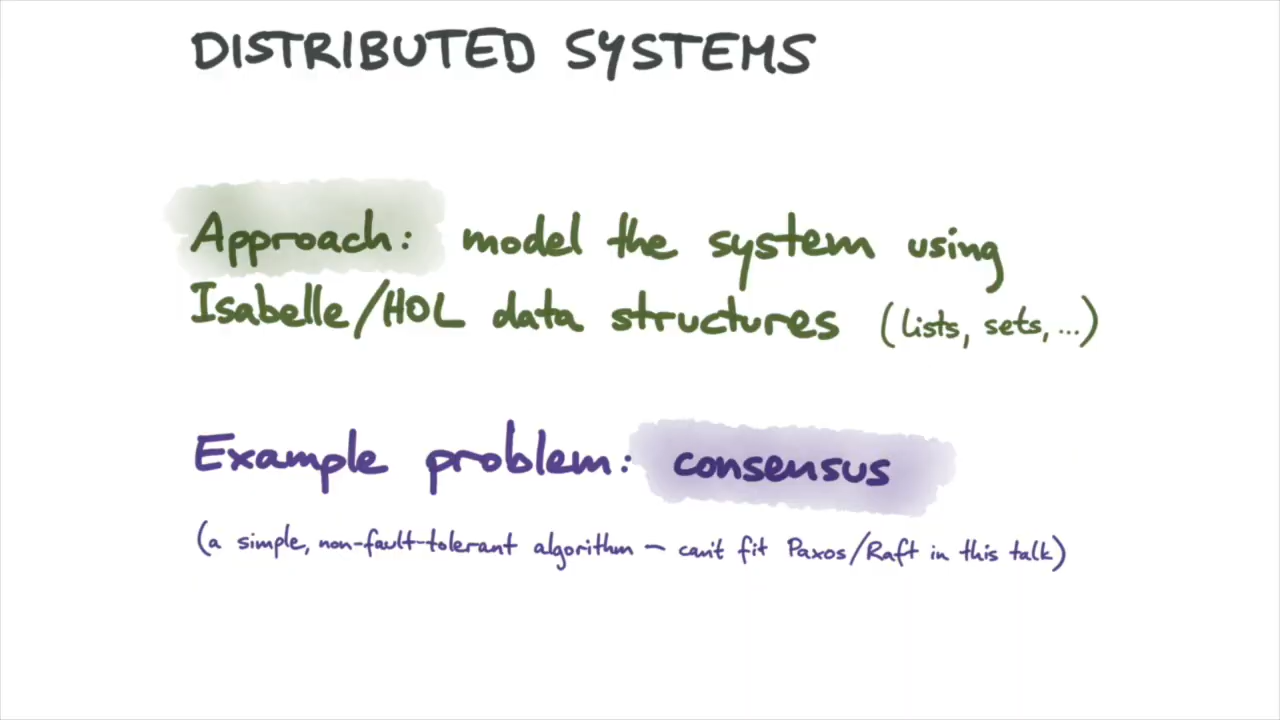 DISTRIBUTED SYSTEMS
Approach: model the system using
Isabelle/HOL data structures (lists, sets, ...)
Example problem: consensus
(a simple, non-fault-tolerant algorithm – can't fit Paxos/Raft in this talk)